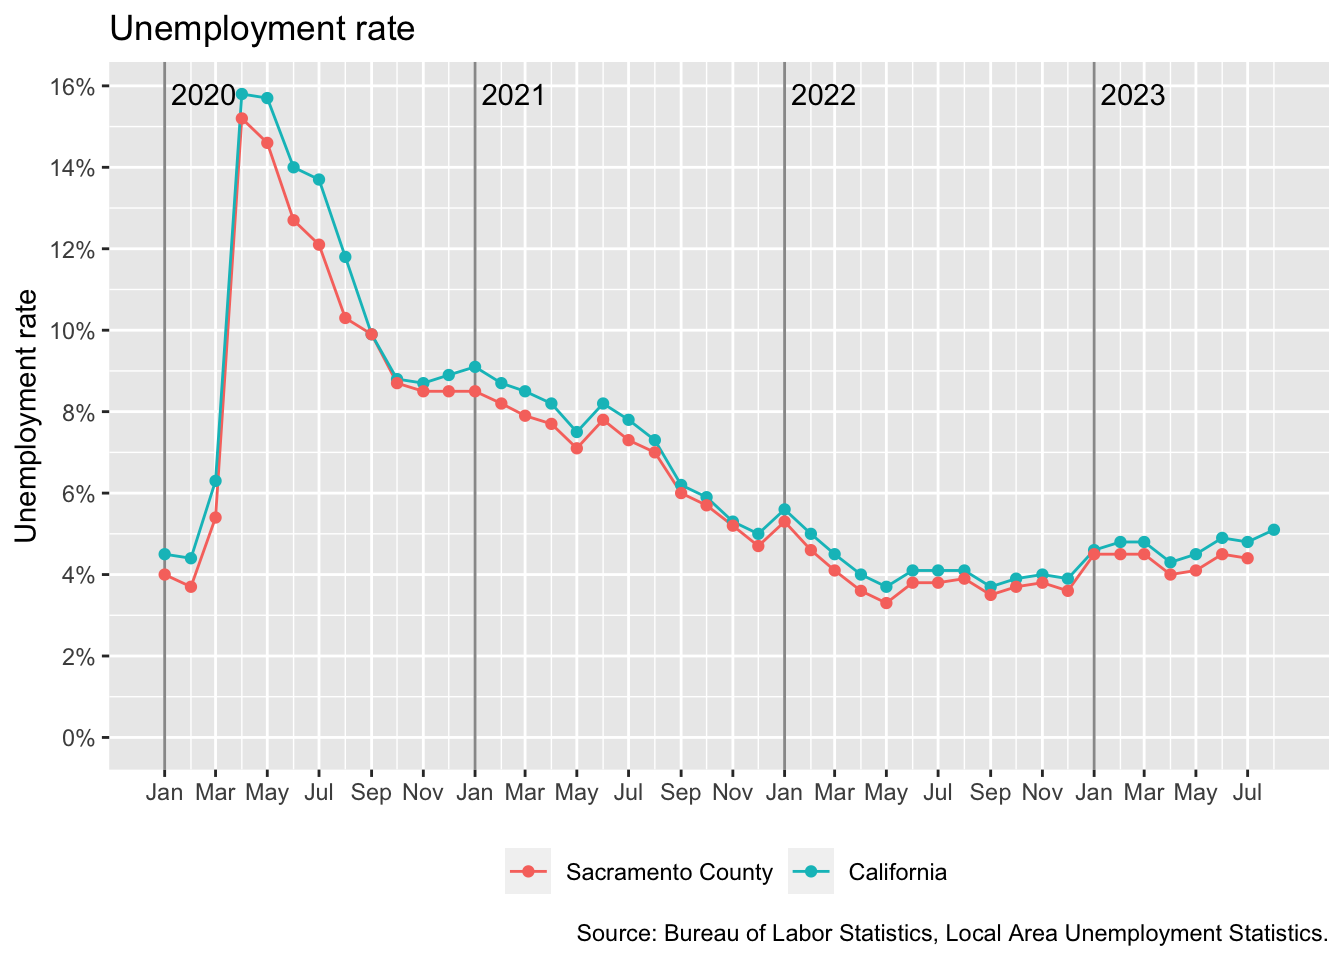 Unemployment rate
16%
14%
12%
10%
8%
6%
4%
2%
0%
Unemployment rate
2020 2021 2022 2023
Jan Mar May Jul Sep Nov Jan Mar May Jul Sep Nov Jan Mar May Jul Sep Nov Jan Mar May Jul
Sacramento County California
Source: Bureau of Labor Statistics, Local Area Unemployment Statistics.